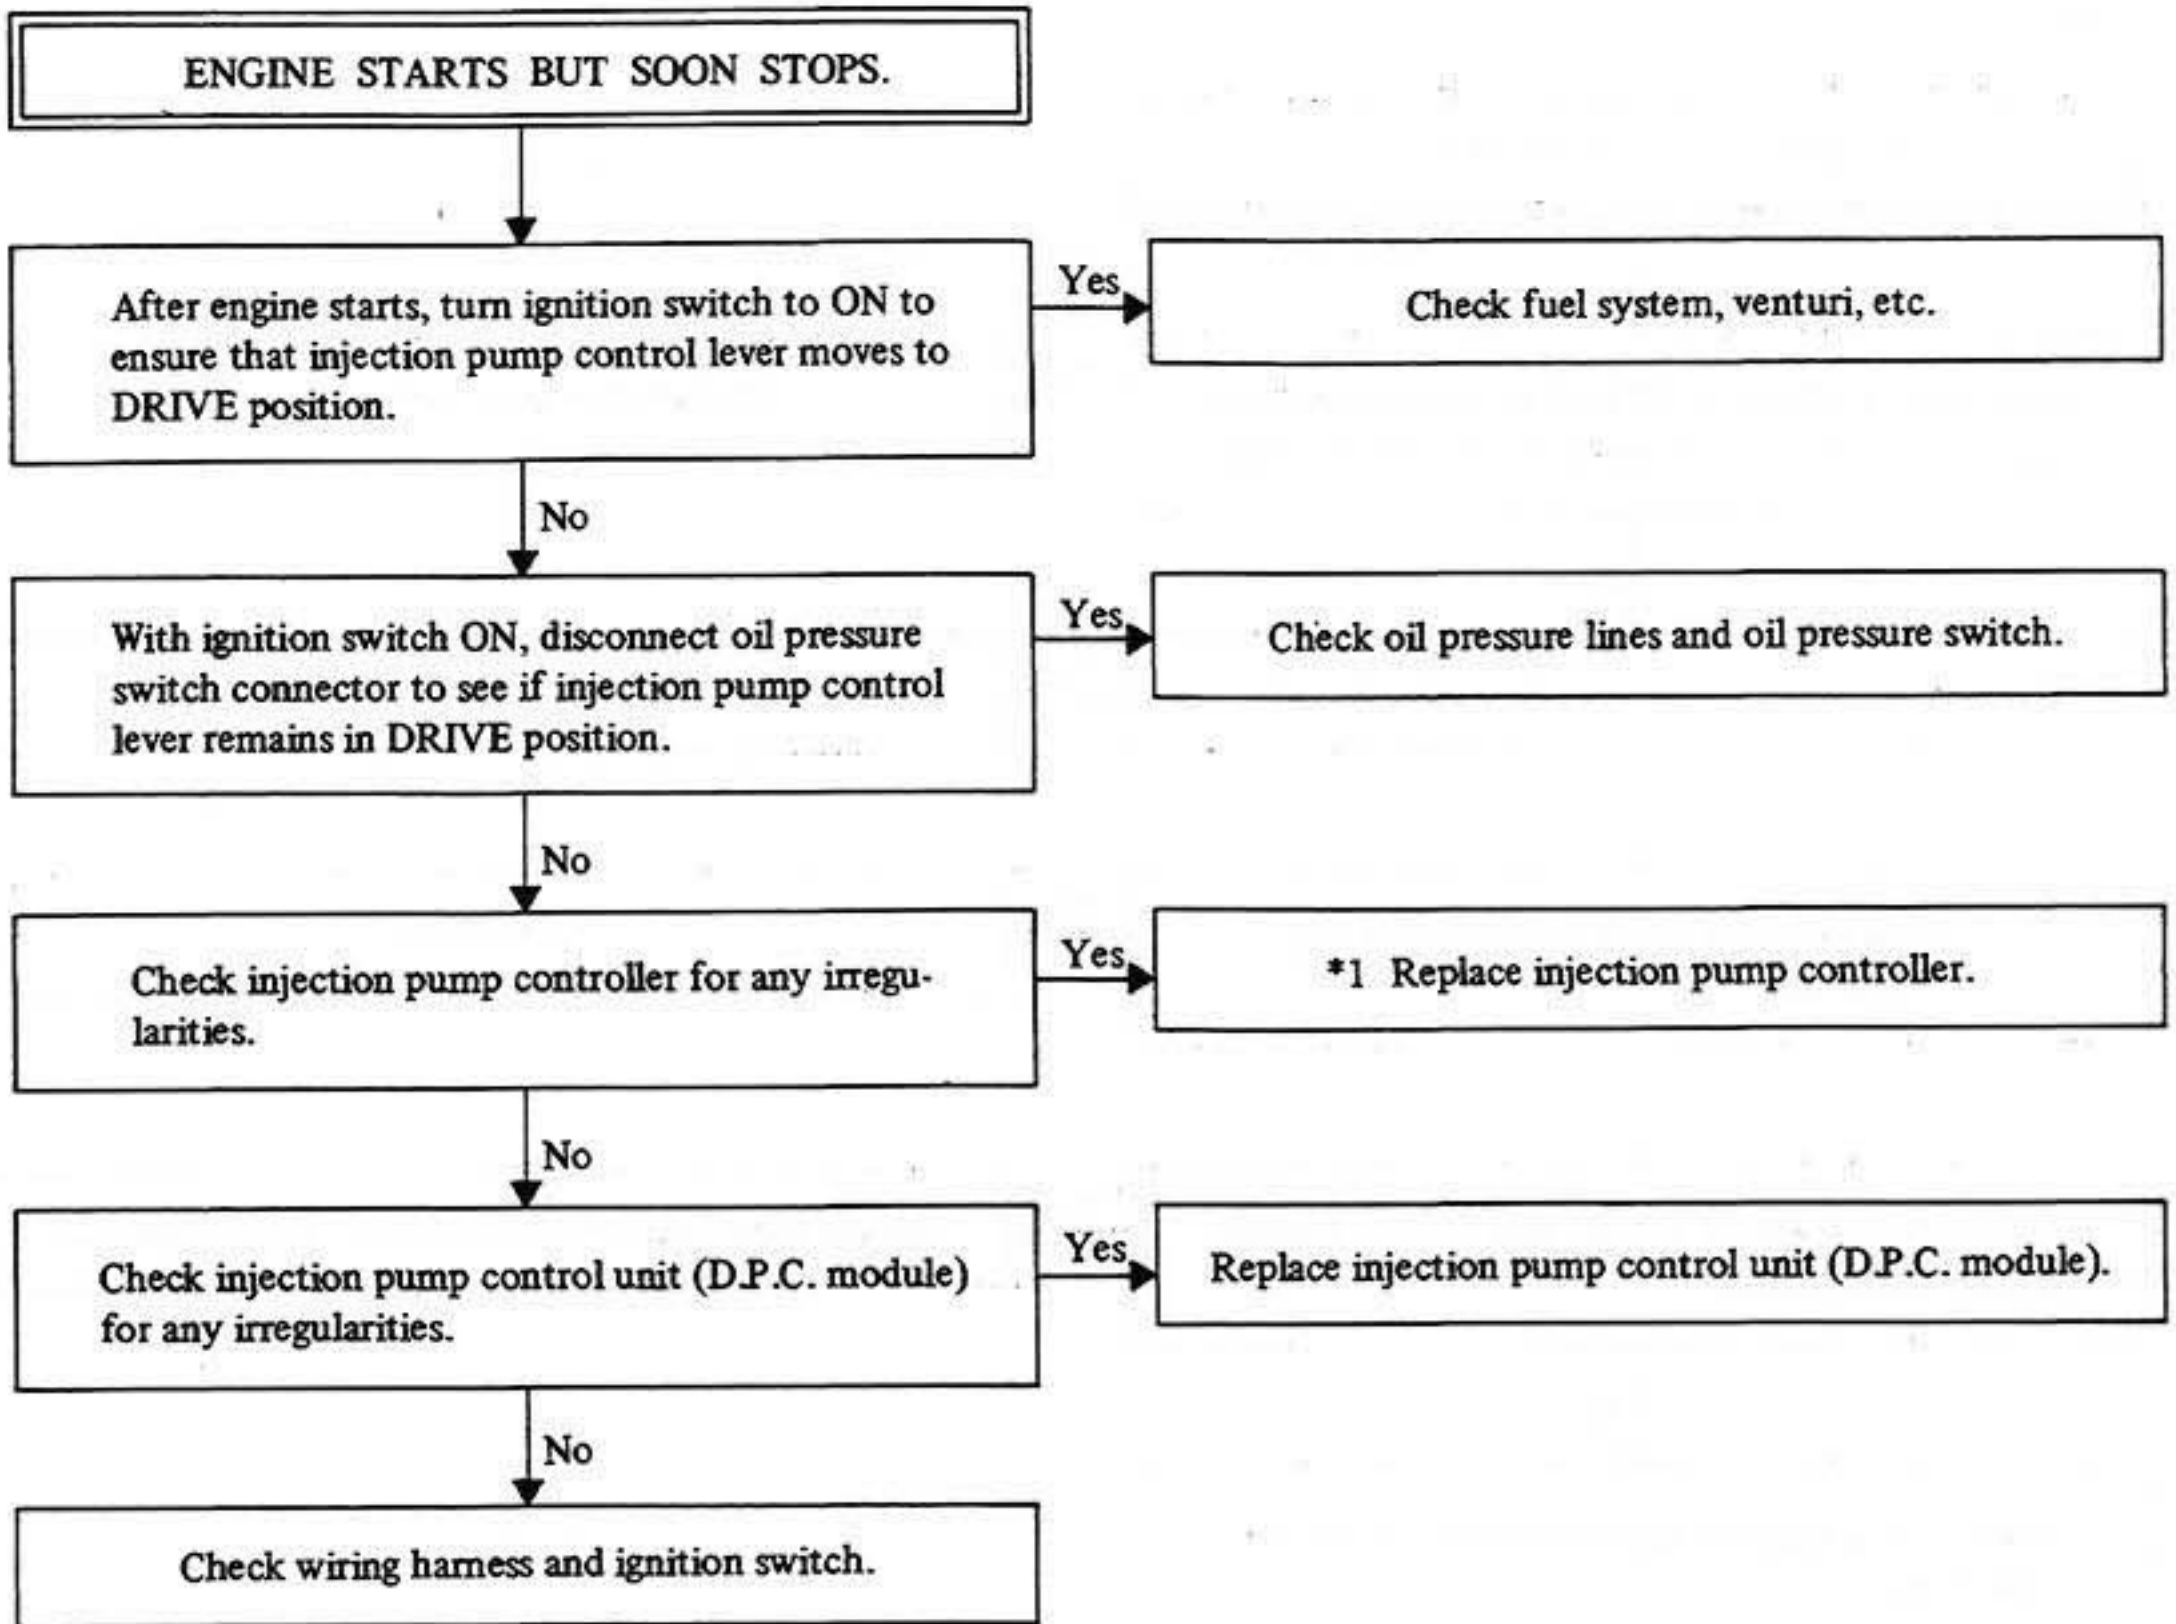 ENGINE STARTS BUT SOON STOPS.
After engine starts, turn ignition switch to ON to
ensure that injection pump control lever moves to
DRIVE position.
Yes
Check fuel system, venturi, etc.
No
With ignition switch ON, disconnect oil pressure
switch connector to see if injection pump control
lever remains in DRIVE position.
Yes
Check oil pressure lines and oil pressure switch.
No
Check injection pump controller for any irregu-
larities.
Yes
*1 Replace injection pump controller.
No
Check injection pump control unit (D.P.C. module)
for any irregularities.
Yes
Replace injection pump control unit (D.P.C. module).
No
Check wiring harness and ignition switch.